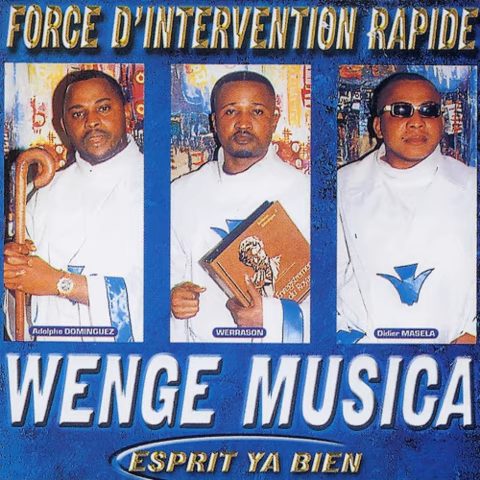 FORCE D'INTERVENTION RAPIDE
Adolphe DOMINGUEZ
WERRASON
Didier MASELA
WENGE MUSICA
ESPRIT YA BIEN